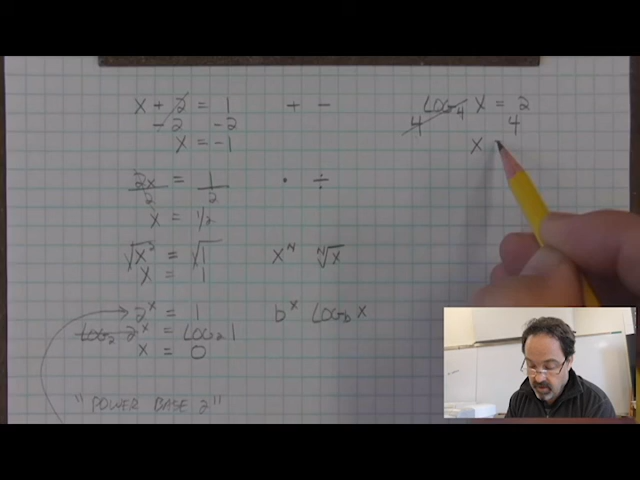 x + 2 = 1 + -
- 2 - 2
x = -1
2x = 1 · ÷
2 2
x = 1/2
√x² = √1 xᴺ ᴺ√x
x = 1
2ˣ = 1 bˣ LOG_b x
LOG₂ 2ˣ = LOG₂ 1
x = 0
"POWER BASE 2"
LOG₄ x = 2
4 4
x =